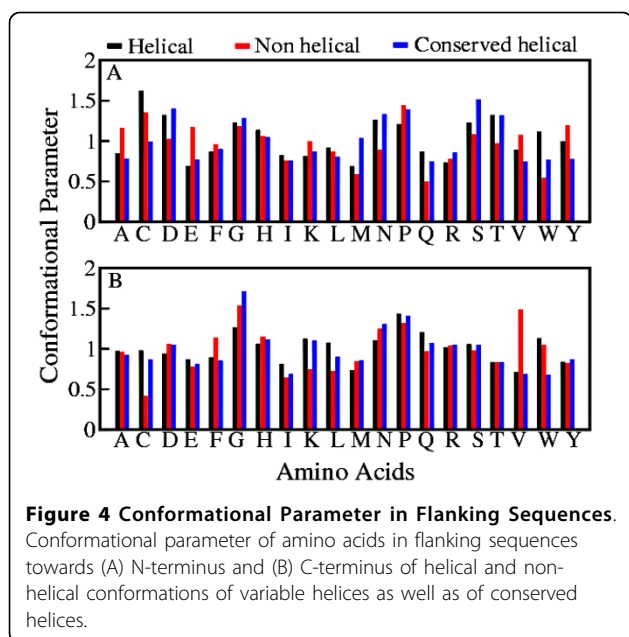 Helical Non helical Conserved helical
2
A
1.5
1
0.5
0
A C D E F G H I K L M N P Q R S T V W Y
2
B
1.5
1
0.5
0
A C D E F G H I K L M N P Q R S T V W Y
Conformational Parameter
Amino Acids
Figure 4 Conformational Parameter in Flanking Sequences.
Conformational parameter of amino acids in flanking sequences
towards (A) N-terminus and (B) C-terminus of helical and non-
helical conformations of variable helices as well as of conserved
helices.